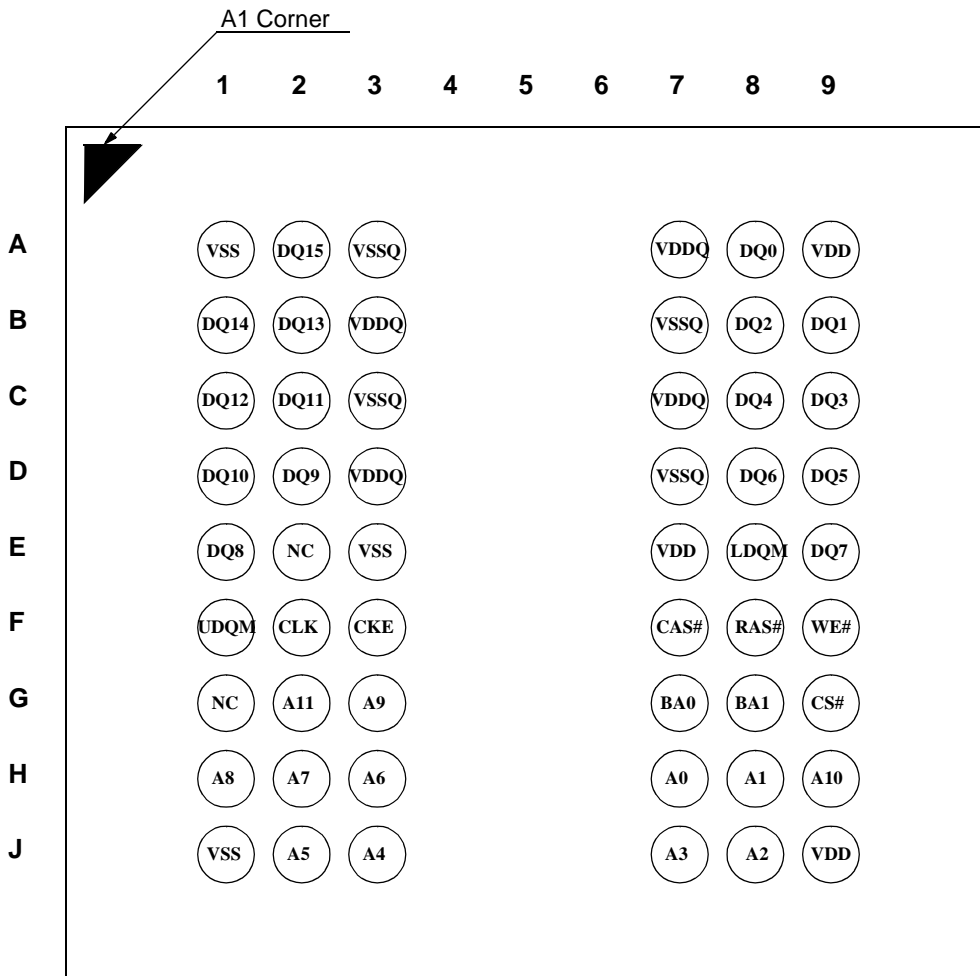 A1 Corner
1 2 3 4 5 6 7 8 9
A VSS DQ15 VSSQ VDDQ DQ0 VDD
B DQ14 DQ13 VDDQ VSSQ DQ2 DQ1
C DQ12 DQ11 VSSQ VDDQ DQ4 DQ3
D DQ10 DQ9 VDDQ VSSQ DQ6 DQ5
E DQ8 NC VSS VDD LDQM DQ7
F UDQM CLK CKE CAS# RAS# WE#
G NC A11 A9 BA0 BA1 CS#
H A8 A7 A6 A0 A1 A10
J VSS A5 A4 A3 A2 VDD